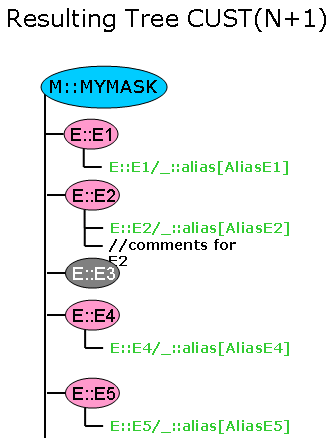 Resulting Tree CUST(N+1)
M::MYMASK
E::E1
E::E1/_::alias[AliasE1]
E::E2
E::E2/_::alias[AliasE2]
//comments for
E2
E::E3
E::E4
E::E4/_::alias[AliasE4]
E::E5
E::E5/_::alias[AliasE5]